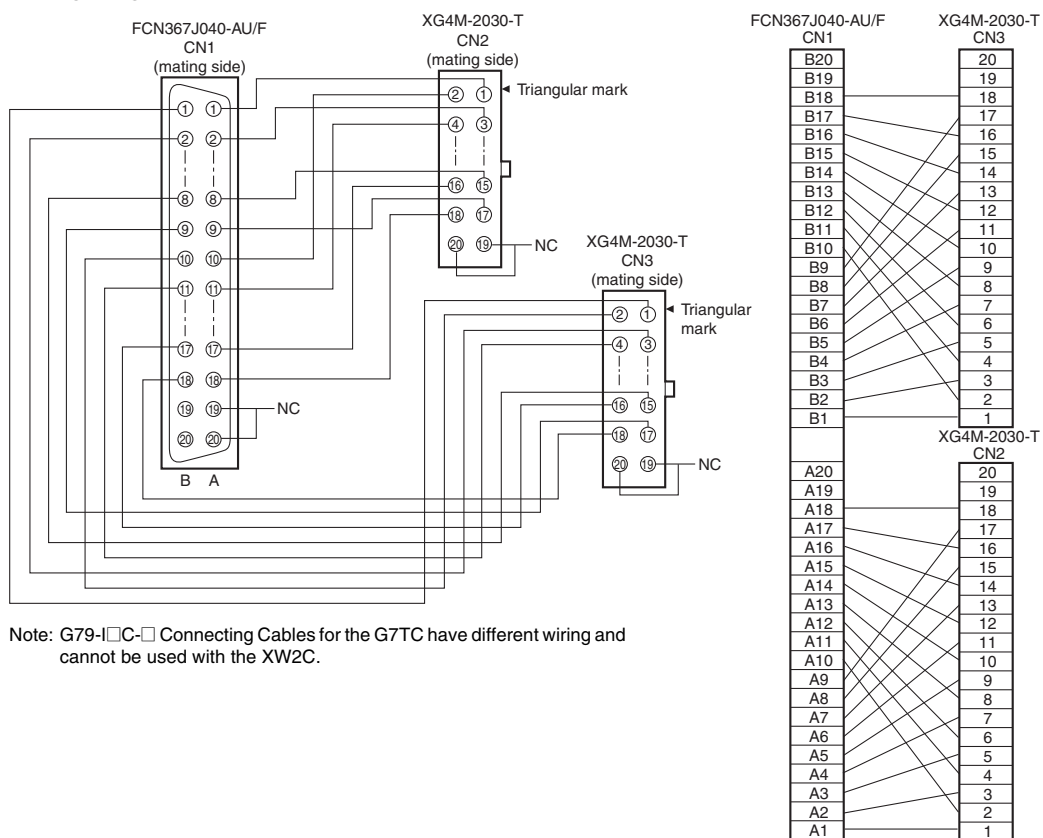 FCN367J040-AU/F
CN1
(mating side)
XG4M-2030-T
CN2
(mating side)
Triangular mark
1 1
2 2
8 8
9 9
10 10
11 11
17 17
18 18
19 19
20 20
B A
NC
2 1
4 3
16 15
18 17
20 19
NC
XG4M-2030-T
CN3
(mating side)
Triangular
mark
2 1
4 3
16 15
18 17
20 19
NC
Note: G79-I□C-□ Connecting Cables for the G7TC have different wiring and
cannot be used with the XW2C.
FCN367J040-AU/F XG4M-2030-T
CN1 CN3
B20 20
B19 19
B18 18
B17 17
B16 16
B15 15
B14 14
B13 13
B12 12
B11 11
B10 10
B9 9
B8 8
B7 7
B6 6
B5 5
B4 4
B3 3
B2 2
B1 1
XG4M-2030-T
CN2
A20 20
A19 19
A18 18
A17 17
A16 16
A15 15
A14 14
A13 13
A12 12
A11 11
A10 10
A9 9
A8 8
A7 7
A6 6
A5 5
A4 4
A3 3
A2 2
A1 1